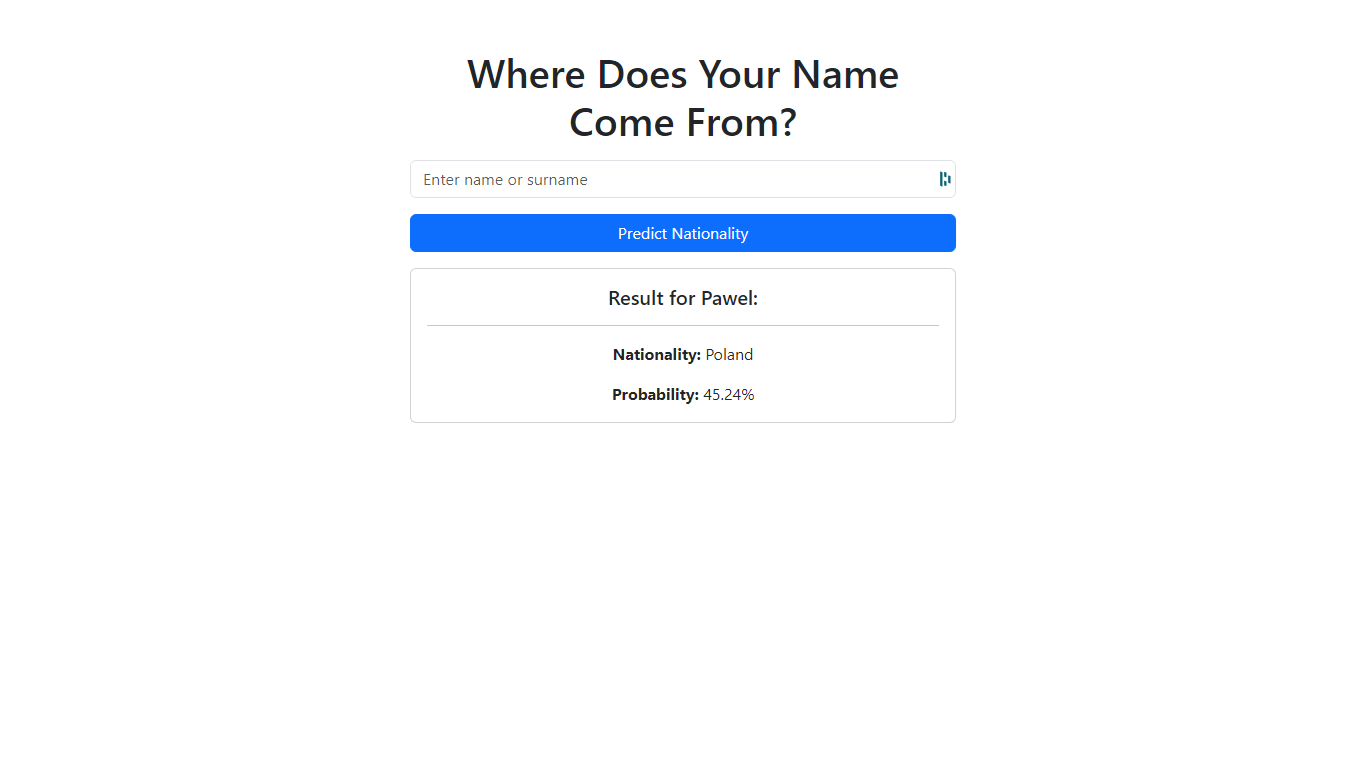 Where Does Your Name
Come From?
Enter name or surname
Predict Nationality
Result for Pawel:
Nationality: Poland
Probability: 45.24%